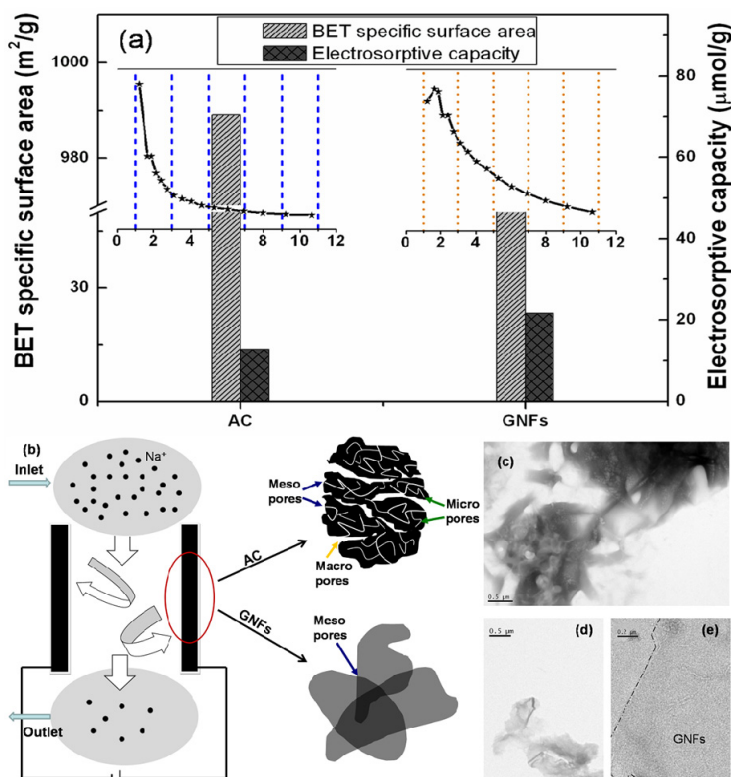 (a)
BET specific surface area
Electrosorptive capacity
BET specific surface area (m²/g)
1000
980
30
0
Electrosorptive capacity (μmol/g)
80
60
40
20
0
0 2 4 6 8 10 12
0 2 4 6 8 10 12
AC
GNFs
(b)
Na⁺
Inlet
Outlet
AC
GNFs
Meso
pores
Micro
pores
Macro
pores
Meso
pores
(c)
0.5 μm
(d)
0.5 μm
(e)
GNFs